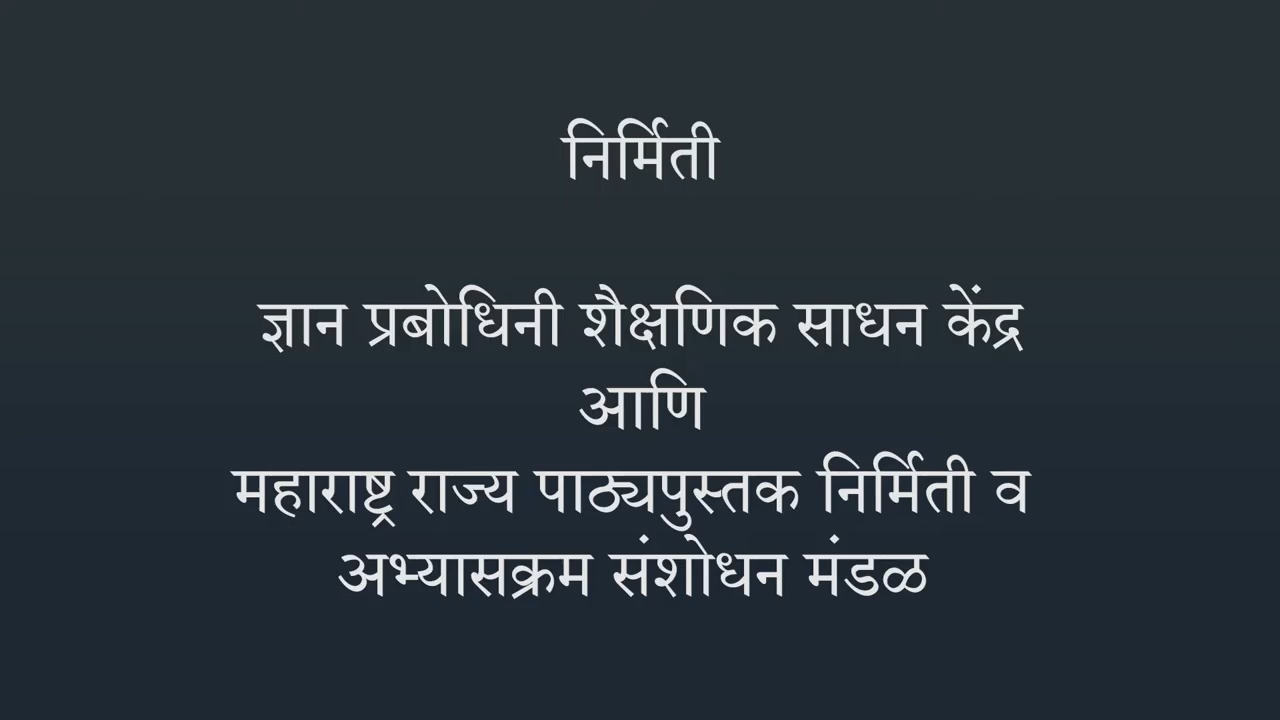 निर्मिती
ज्ञान प्रबोधिनी शैक्षणिक साधन केंद्र
आणि
महाराष्ट्र राज्य पाठ्यपुस्तक निर्मिती व
अभ्यासक्रम संशोधन मंडळ